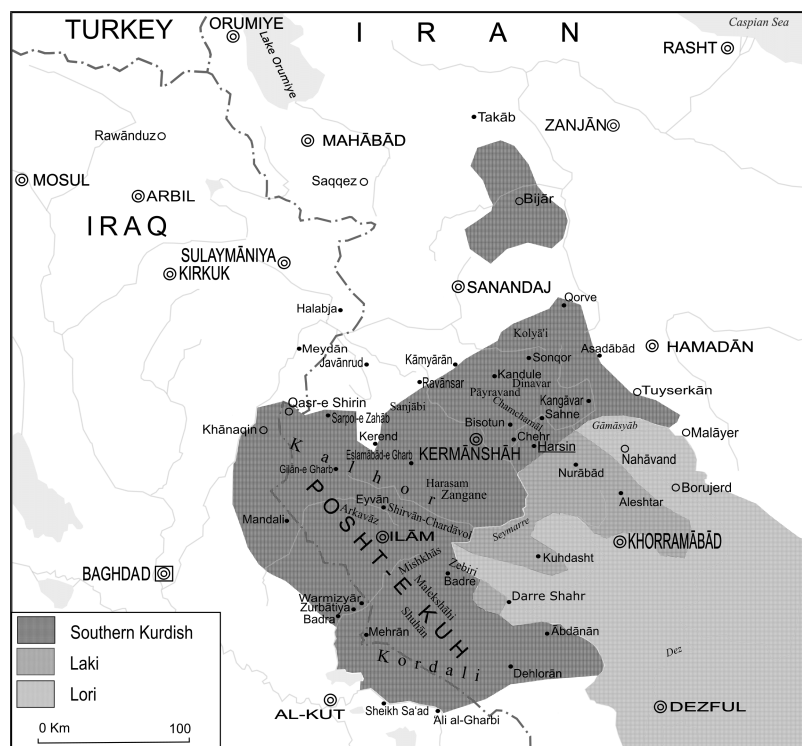 TURKEY
ORUMIYE
I R A N
Caspian Sea
Lake Orumiye
RASHT
Takāb
ZANJĀN
Rawānduz
MAHĀBĀD
MOSUL
Saqqez
ARBIL
Bijār
IRAQ
SULAYMĀNIYA
KIRKUK
SANANDAJ
Halabja
Qorve
Kolyā'i
Meydān
Javānrud
Kāmyārān
Sonqor
Asadābād
HAMADĀN
Ravānsar
Kandule
Dinavar
Pāyravand
Tuyserkān
Qasr-e Shirin
Sanjābi
Chamchamāl
Kangāvar
Sarpol-e Zahāb
Sahne
Khānaqin
Bisotun
Gāmāsyāb
Malāyer
Kerend
Chehr
Kalhor
Eslamābād-e Gharb
KERMĀNSHĀH
Harsin
Nahāvand
Gilān-e Gharb
Nurābād
Harasam
Zangane
Borujerd
POSHT-E KUH
Eyvān
Aleshtar
Arkavāz
Shirvān-Chardāvol
Mandali
Seymarre
ILĀM
KHORRAMĀBĀD
Mishkhās
Kuhdasht
Zebiri
BAGHDAD
Badre
Malekshāhi
Warmizyār
Darre Shahr
Zurbātiya
Shuhān
Badra
Mehrān
Ābdānān
Kordali
Dez
Dehlorān
AL-KUT
Sheikh Sa'ad
Ali al-Gharbi
DEZFUL
Southern Kurdish
Laki
Lori
0 Km 100